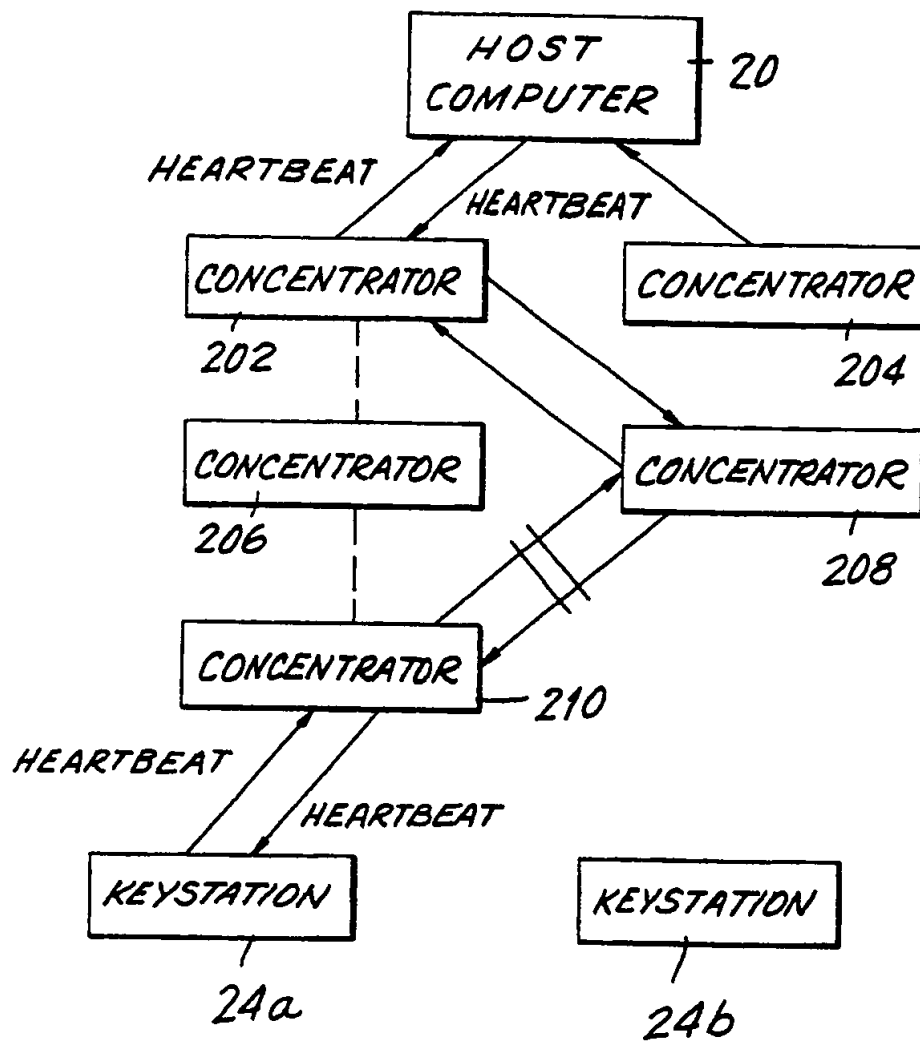 HOST
COMPUTER
20
HEARTBEAT
HEARTBEAT
CONCENTRATOR
202
CONCENTRATOR
204
CONCENTRATOR
206
CONCENTRATOR
208
CONCENTRATOR
210
HEARTBEAT
HEARTBEAT
KEYSTATION
24a
KEYSTATION
24b